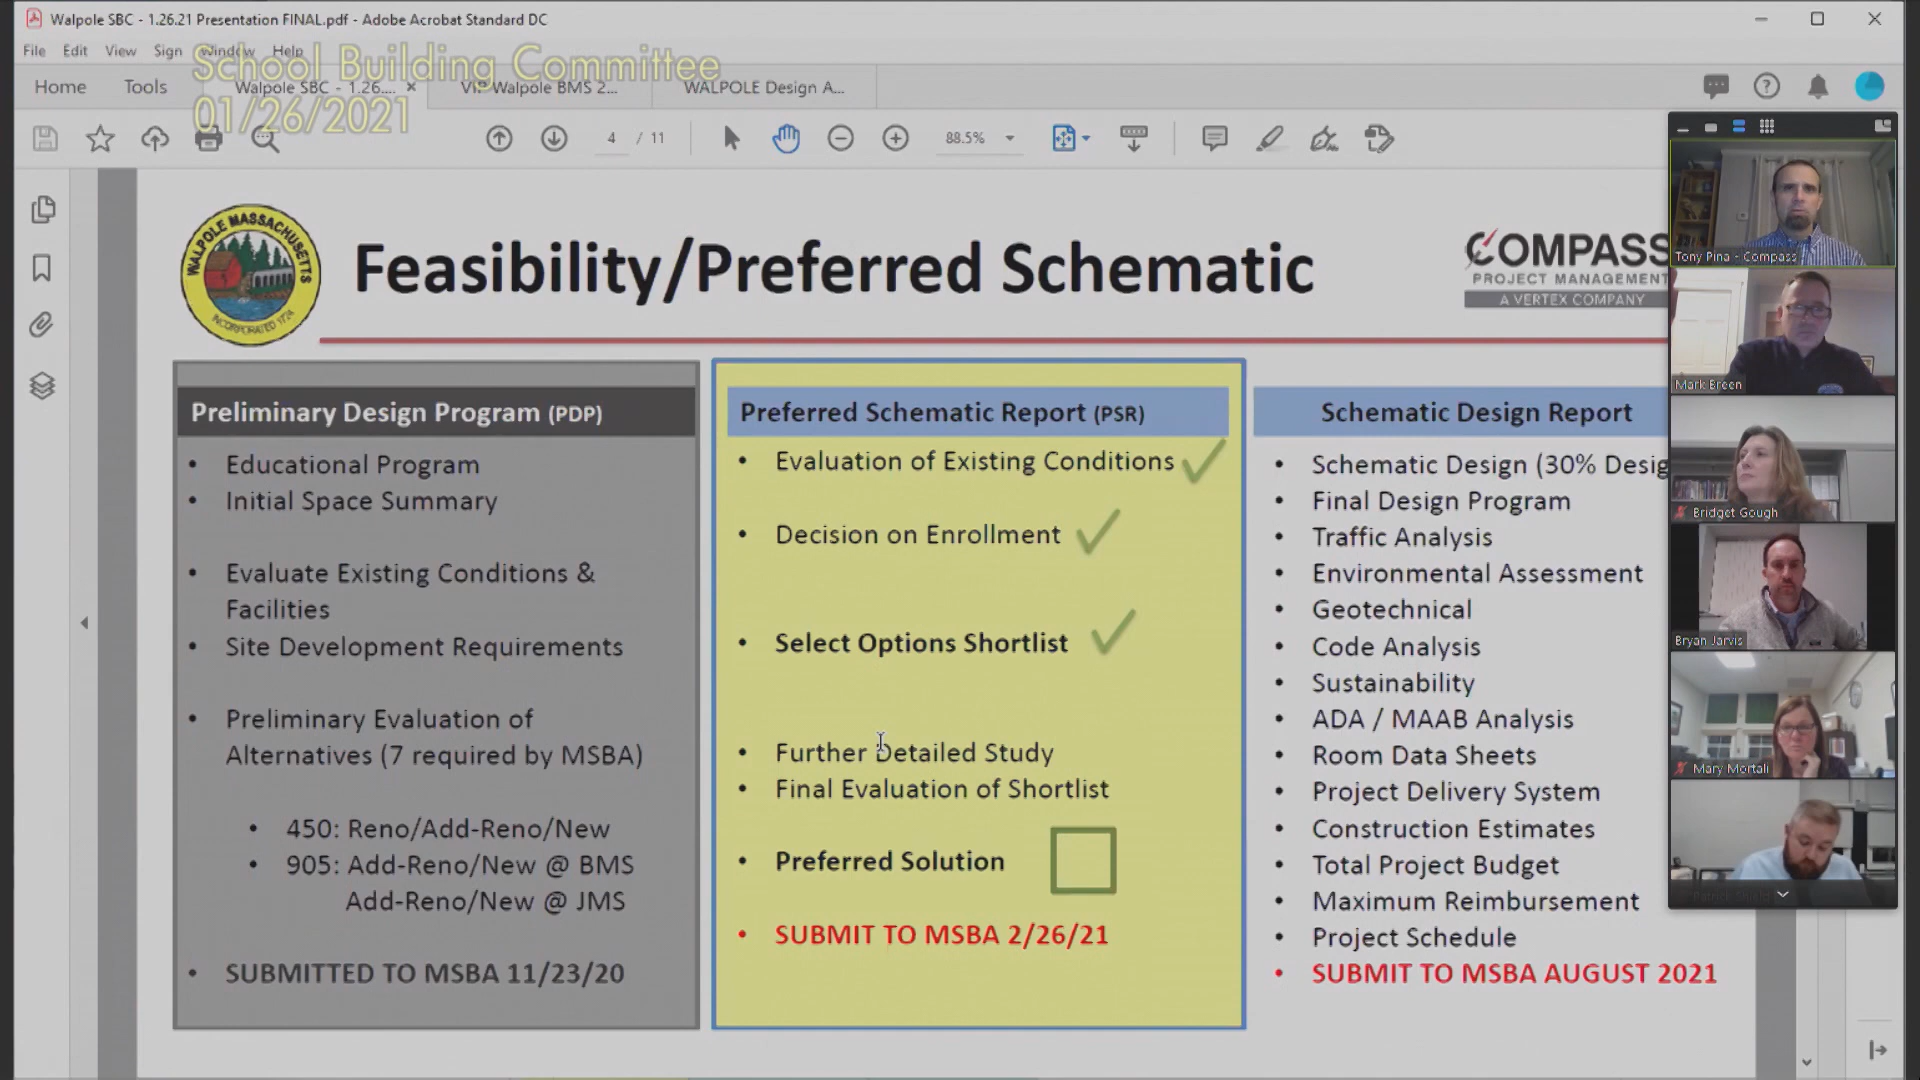 Walpole SBC - 1.26.21 Presentation FINAL.pdf - Adobe Acrobat Standard DC
File Edit View Sign Window Help
School Building Committee
01/26/2021
Home Tools Walpole SBC - 1.26.... × VIP Walpole BMS 2... WALPOLE Design A...
4 / 11 88.5%
WALPOLE MASSACHUSETTS
INCORPORATED 1724
Feasibility/Preferred Schematic
COMPASS
PROJECT MANAGEMENT
A VERTEX COMPANY
Preliminary Design Program (PDP)
• Educational Program
• Initial Space Summary
• Evaluate Existing Conditions &
Facilities
• Site Development Requirements
• Preliminary Evaluation of
Alternatives (7 required by MSBA)
• 450: Reno/Add-Reno/New
• 905: Add-Reno/New @ BMS
Add-Reno/New @ JMS
• SUBMITTED TO MSBA 11/23/20
Preferred Schematic Report (PSR)
• Evaluation of Existing Conditions ✓
• Decision on Enrollment ✓
• Select Options Shortlist ✓
• Further Detailed Study
• Final Evaluation of Shortlist
• Preferred Solution
• SUBMIT TO MSBA 2/26/21
Schematic Design Report
• Schematic Design (30% Desig
• Final Design Program
• Traffic Analysis
• Environmental Assessment
• Geotechnical
• Code Analysis
• Sustainability
• ADA / MAAB Analysis
• Room Data Sheets
• Project Delivery System
• Construction Estimates
• Total Project Budget
• Maximum Reimbursement
• Project Schedule
• SUBMIT TO MSBA AUGUST 2021
Tony Pina - Compass
Mark Breen
Bridget Gough
Bryan Jarvis
Mary Mortali